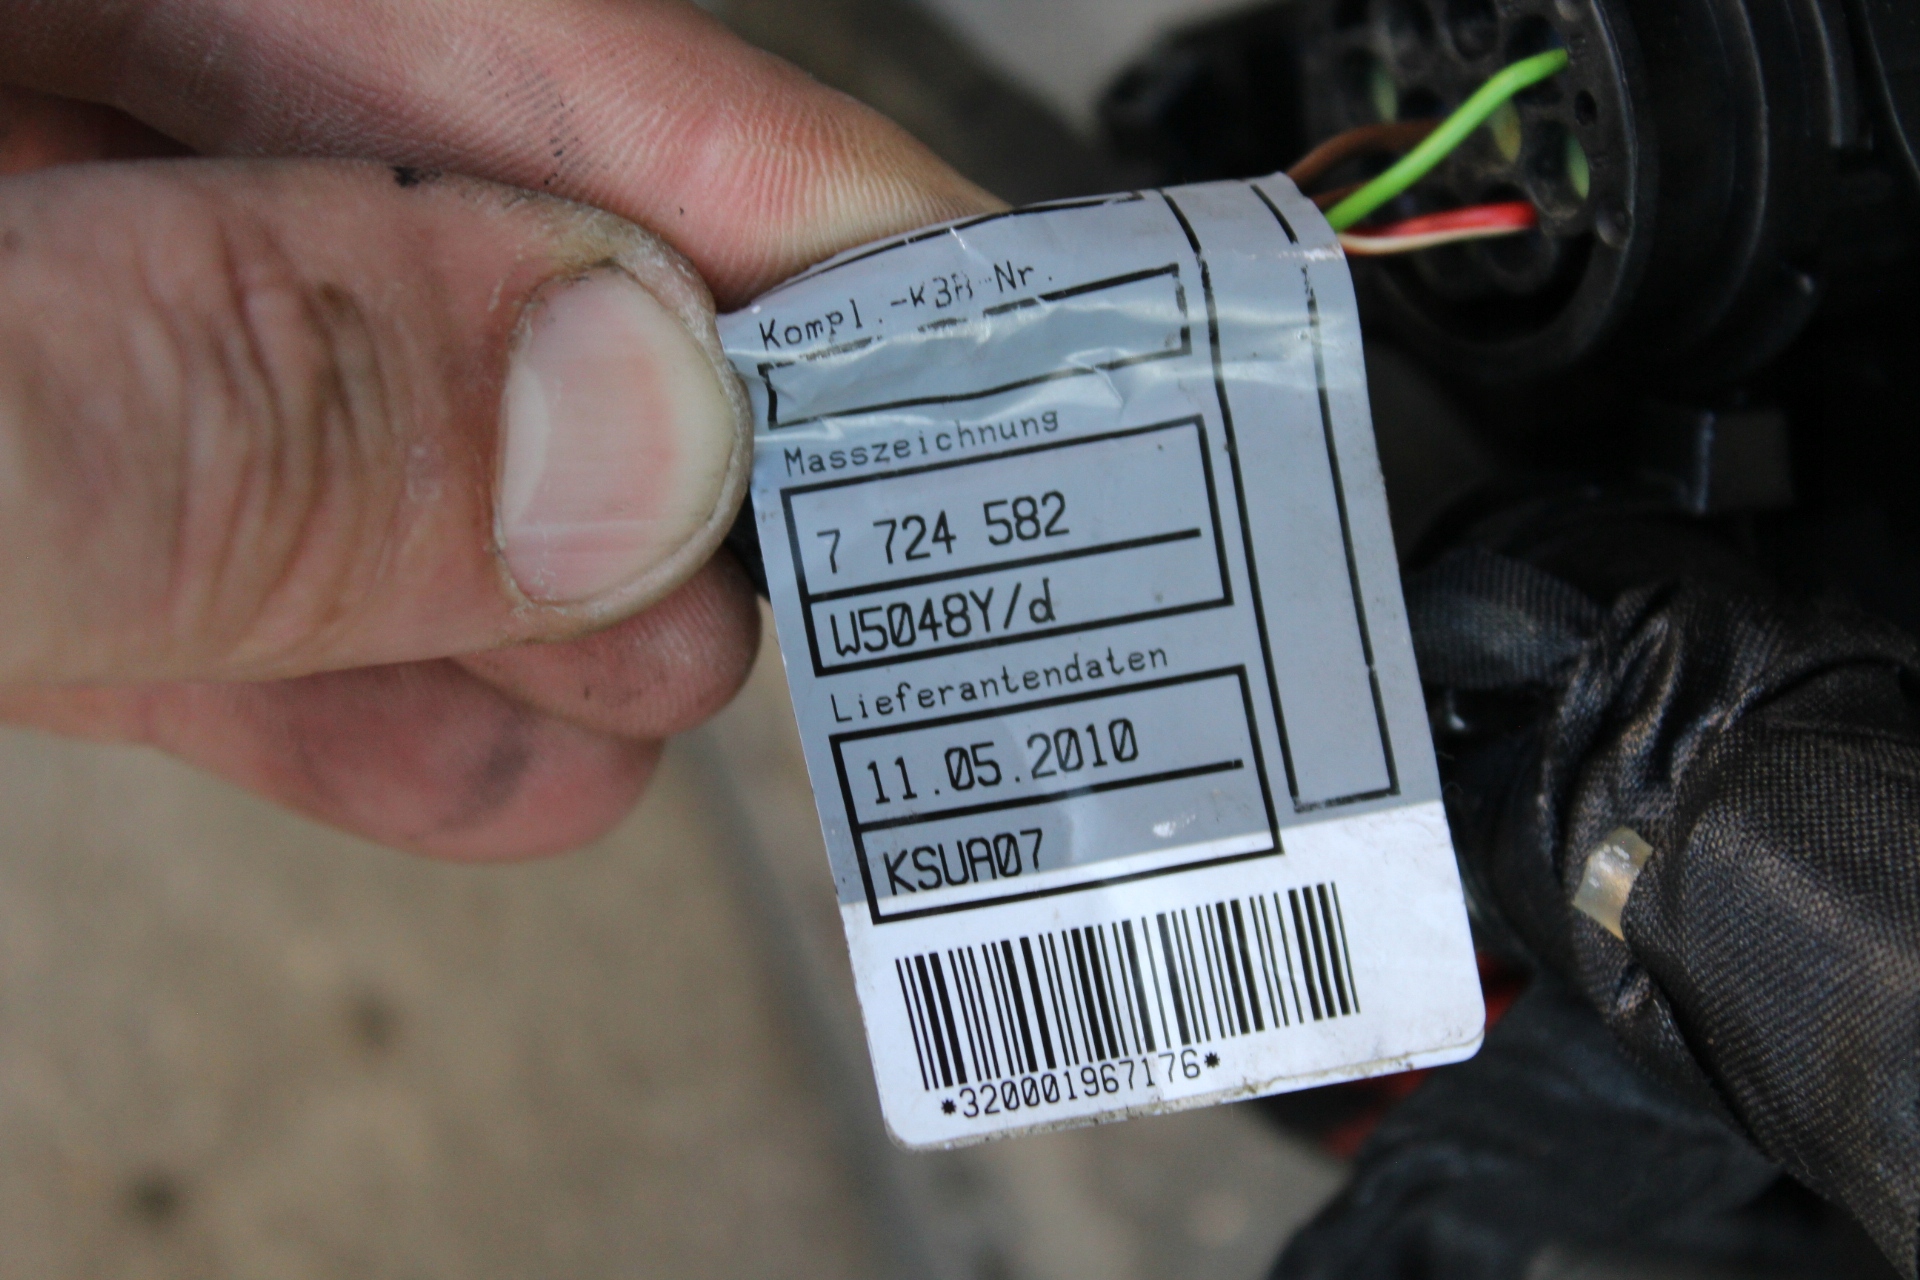 Kompl.-KBB-Nr.
Masszeichnung
7 724 582
W5048Y/d
Lieferantendaten
11.05.2010
KSUA07
*320001967176*